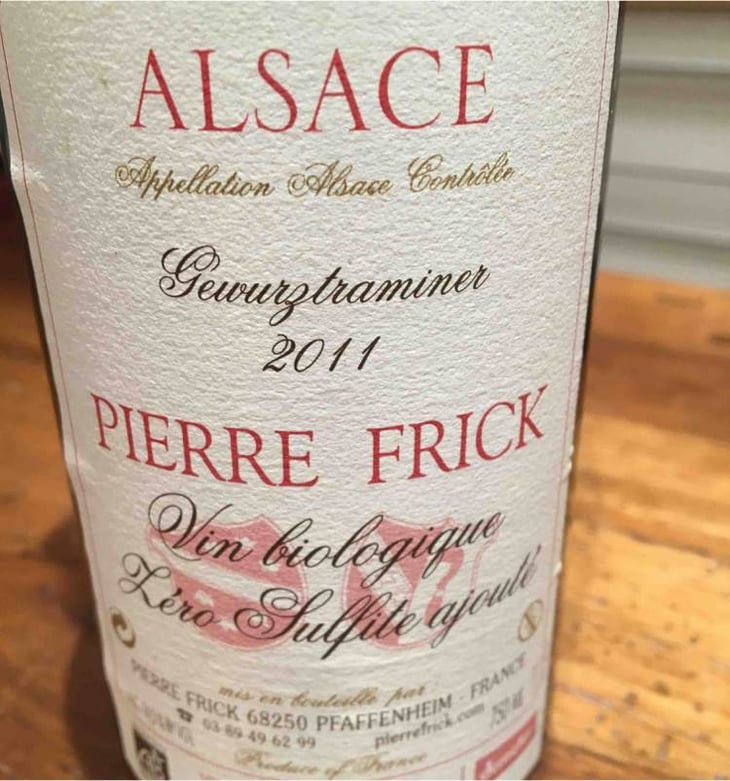 ALSACE
Appellation Alsace Contrôlée
Gewurztraminer
2011
PIERRE FRICK
Vin biologique
Zéro Sulfite ajouté
mis en bouteille par
PIERRE FRICK 68250 PFAFFENHEIM - FRANCE
03 89 49 62 99 pierrefrick.com 750 ML
Produce of France